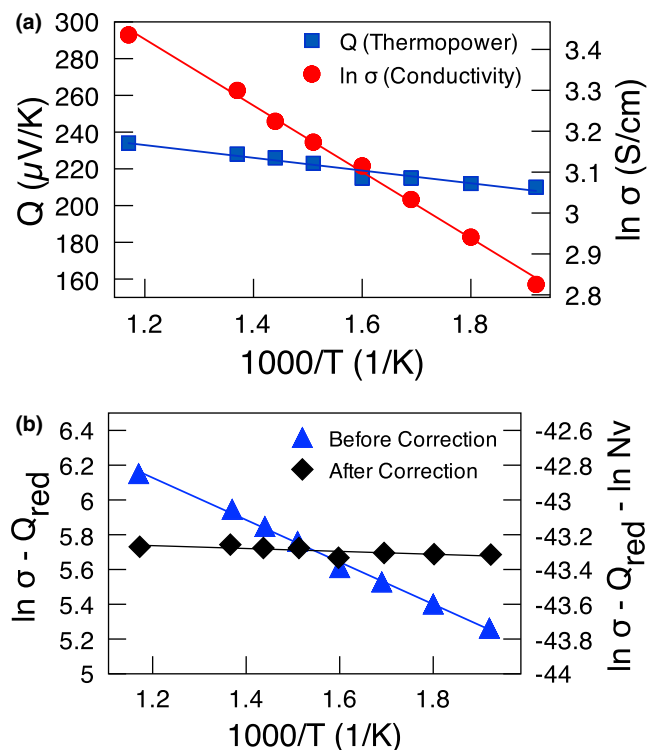 (a)
300
280
260
240
220
200
180
160
Q (μV/K)
Q (Thermopower)
ln σ (Conductivity)
3.4
3.3
3.2
3.1
3
2.9
2.8
ln σ (S/cm)
1.2 1.4 1.6 1.8
1000/T (1/K)
(b)
6.4
6.2
6
5.8
5.6
5.4
5.2
5
ln σ - Qred
Before Correction
After Correction
-42.6
-42.8
-43
-43.2
-43.4
-43.6
-43.8
-44
ln σ - Qred - ln Nv
1.2 1.4 1.6 1.8
1000/T (1/K)